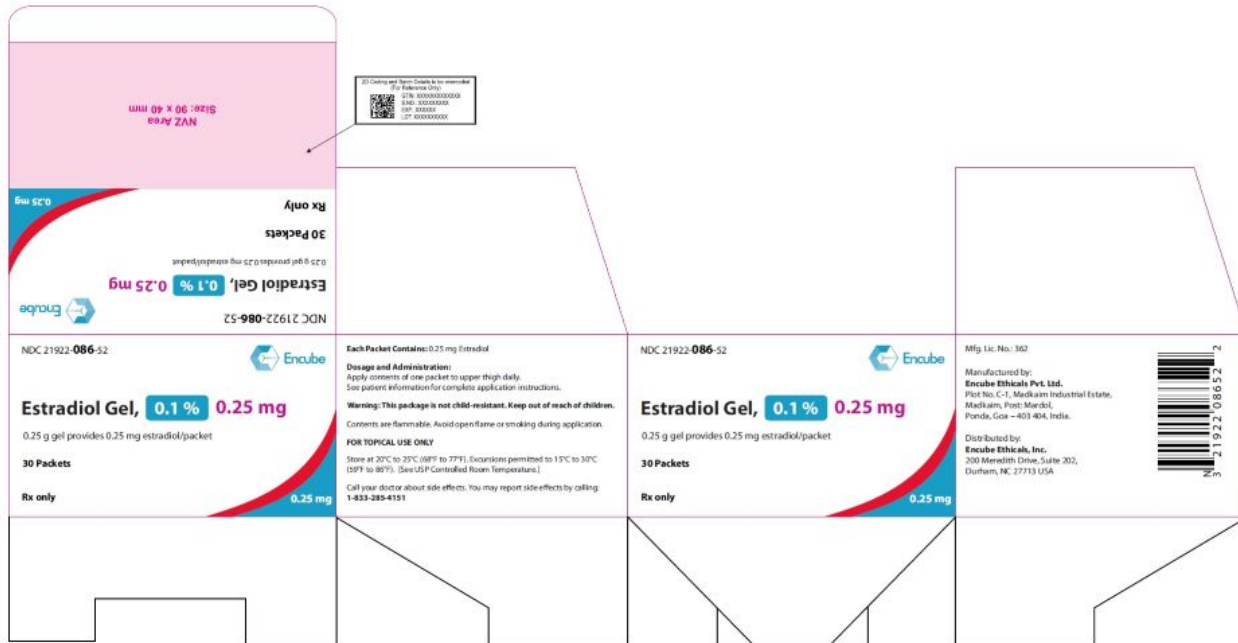 2D Coding and Batch Details to be overcoded
(For Reference Only)
GTIN: XXXXXXXXXXXXXX
S.NO.: XXXXXXXXXX
EXP.: XXXXXX
LOT: XXXXXXXXXX
NVZ Area
Size: 90 x 40 mm
NDC 21922-086-52
Encube
Estradiol Gel, 0.1 % 0.25 mg
0.25 g gel provides 0.25 mg estradiol/packet
30 Packets
Rx only
0.25 mg
NDC 21922-086-52
Encube
Estradiol Gel, 0.1 % 0.25 mg
0.25 g gel provides 0.25 mg estradiol/packet
30 Packets
Rx only
0.25 mg
Each Packet Contains: 0.25 mg Estradiol
Dosage and Administration:
Apply contents of one packet to upper thigh daily.
See patient information for complete application instructions.
Warning: This package is not child-resistant. Keep out of reach of children.
Contents are flammable. Avoid open flame or smoking during application.
FOR TOPICAL USE ONLY
Store at 20°C to 25°C (68°F to 77°F). Excursions permitted to 15°C to 30°C
(59°F to 86°F). [See USP Controlled Room Temperature.]
Call your doctor about side effects. You may report side effects by calling:
1-833-285-4151
NDC 21922-086-52
Encube
Estradiol Gel, 0.1 % 0.25 mg
0.25 g gel provides 0.25 mg estradiol/packet
30 Packets
Rx only
0.25 mg
Mfg. Lic. No.: 362
Manufactured by:
Encube Ethicals Pvt. Ltd.
Plot No. C-1, Madkaim Industrial Estate,
Madkaim, Post: Mardol,
Ponda, Goa – 403 404, India.
Distributed by:
Encube Ethicals, Inc.
200 Meredith Drive, Suite 202,
Durham, NC 27713 USA
N 3 21922 08652 2